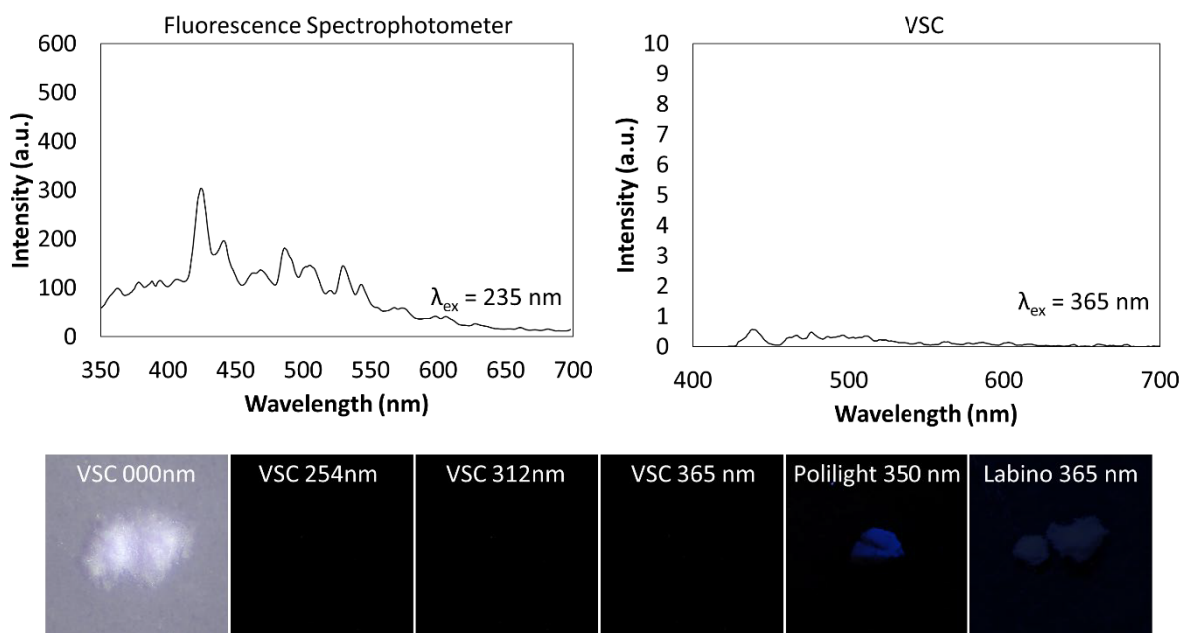 Fluorescence Spectrophotometer
600
500
400
300
200
100
0
350 400 450 500 550 600 650 700
Intensity (a.u.)
Wavelength (nm)
λex = 235 nm
VSC
10
9
8
7
6
5
4
3
2
1
0
400 500 600 700
Intensity (a.u.)
Wavelength (nm)
λex = 365 nm
VSC 000nm VSC 254nm VSC 312nm VSC 365 nm Polilight 350 nm Labino 365 nm